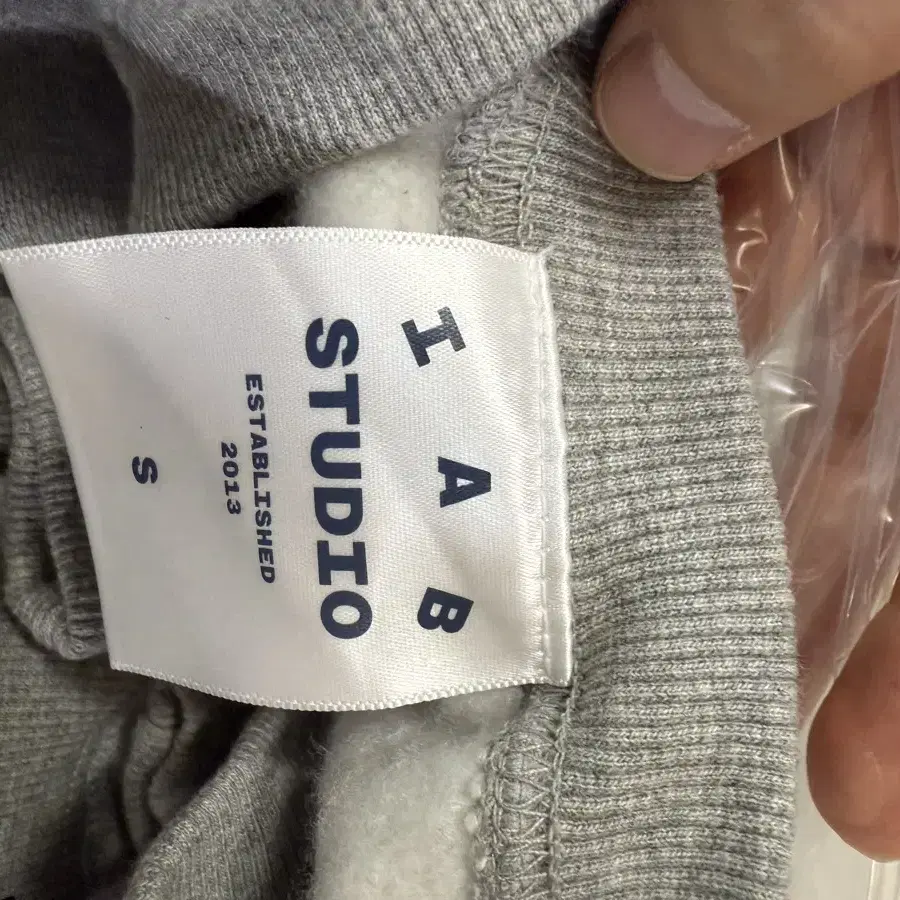 I A B
STUDIO
ESTABLISHED
2013
S